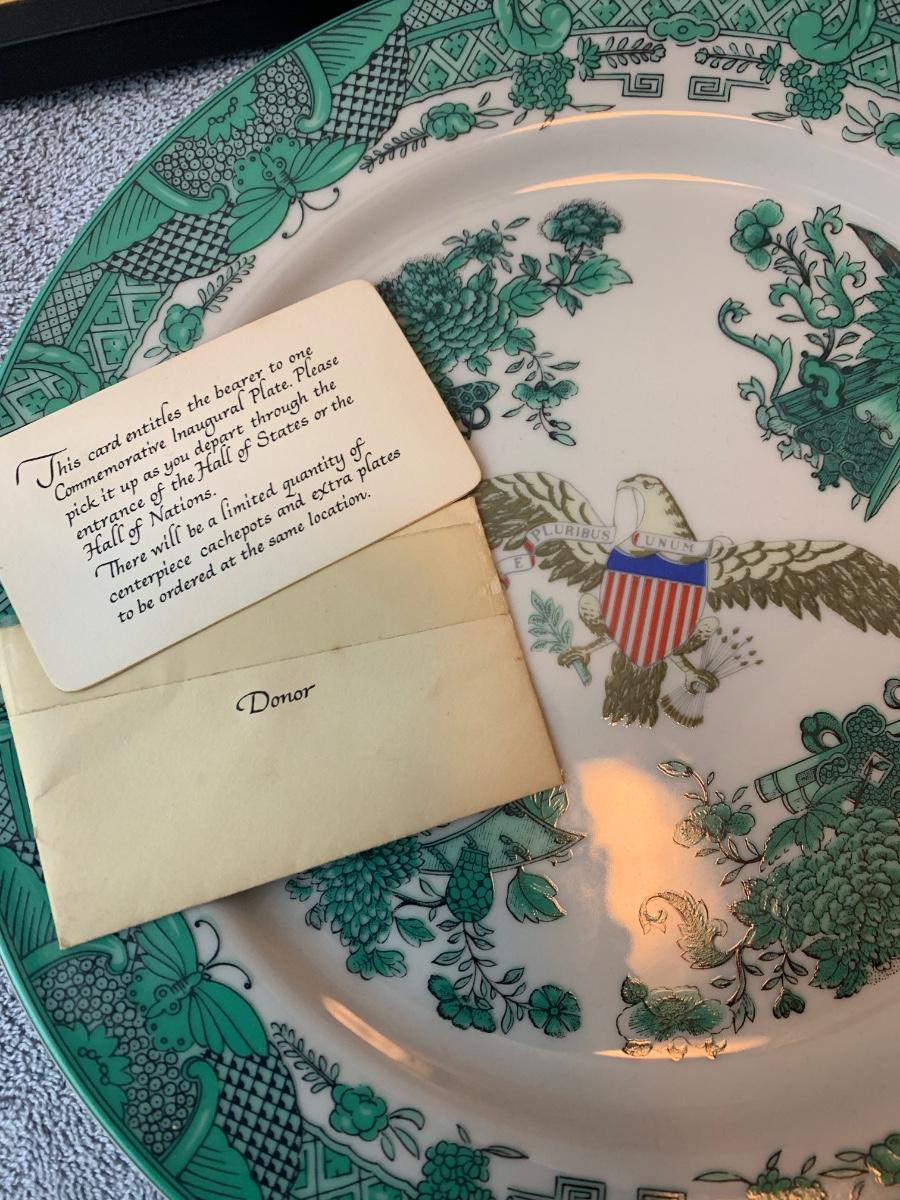 This card entitles the bearer to one
Commemorative Inaugural Plate. Please
pick it up as you depart through the
entrance of the Hall of States or the
Hall of Nations.
There will be a limited quantity of
centerpiece cachepots and extra plates
to be ordered at the same location.
Donor
E PLURIBUS UNUM